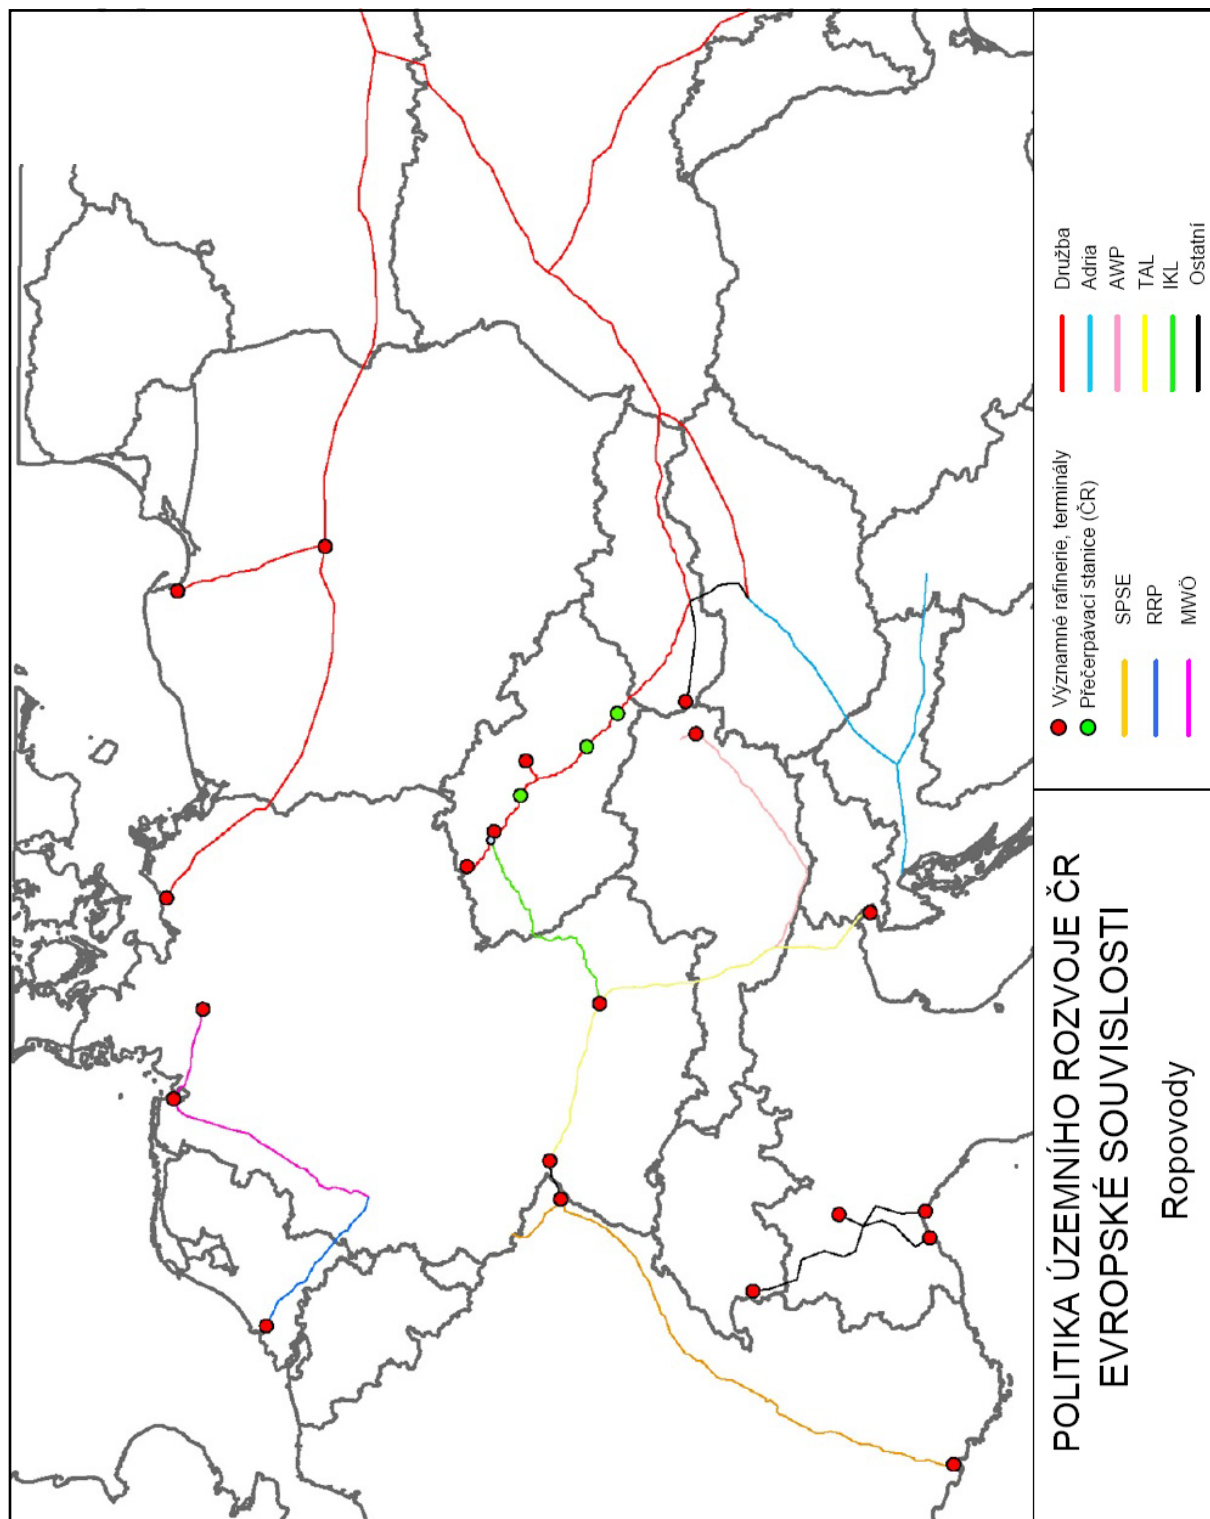 POLITIKA ÚZEMNÍHO ROZVOJE ČR
EVROPSKÉ SOUVISLOSTI
Ropovody
Významné rafinerie, terminály
Přečerpávací stanice (ČR)
SPSE
RRP
MWÖ
Družba
Adria
AWP
TAL
IKL
Ostatní